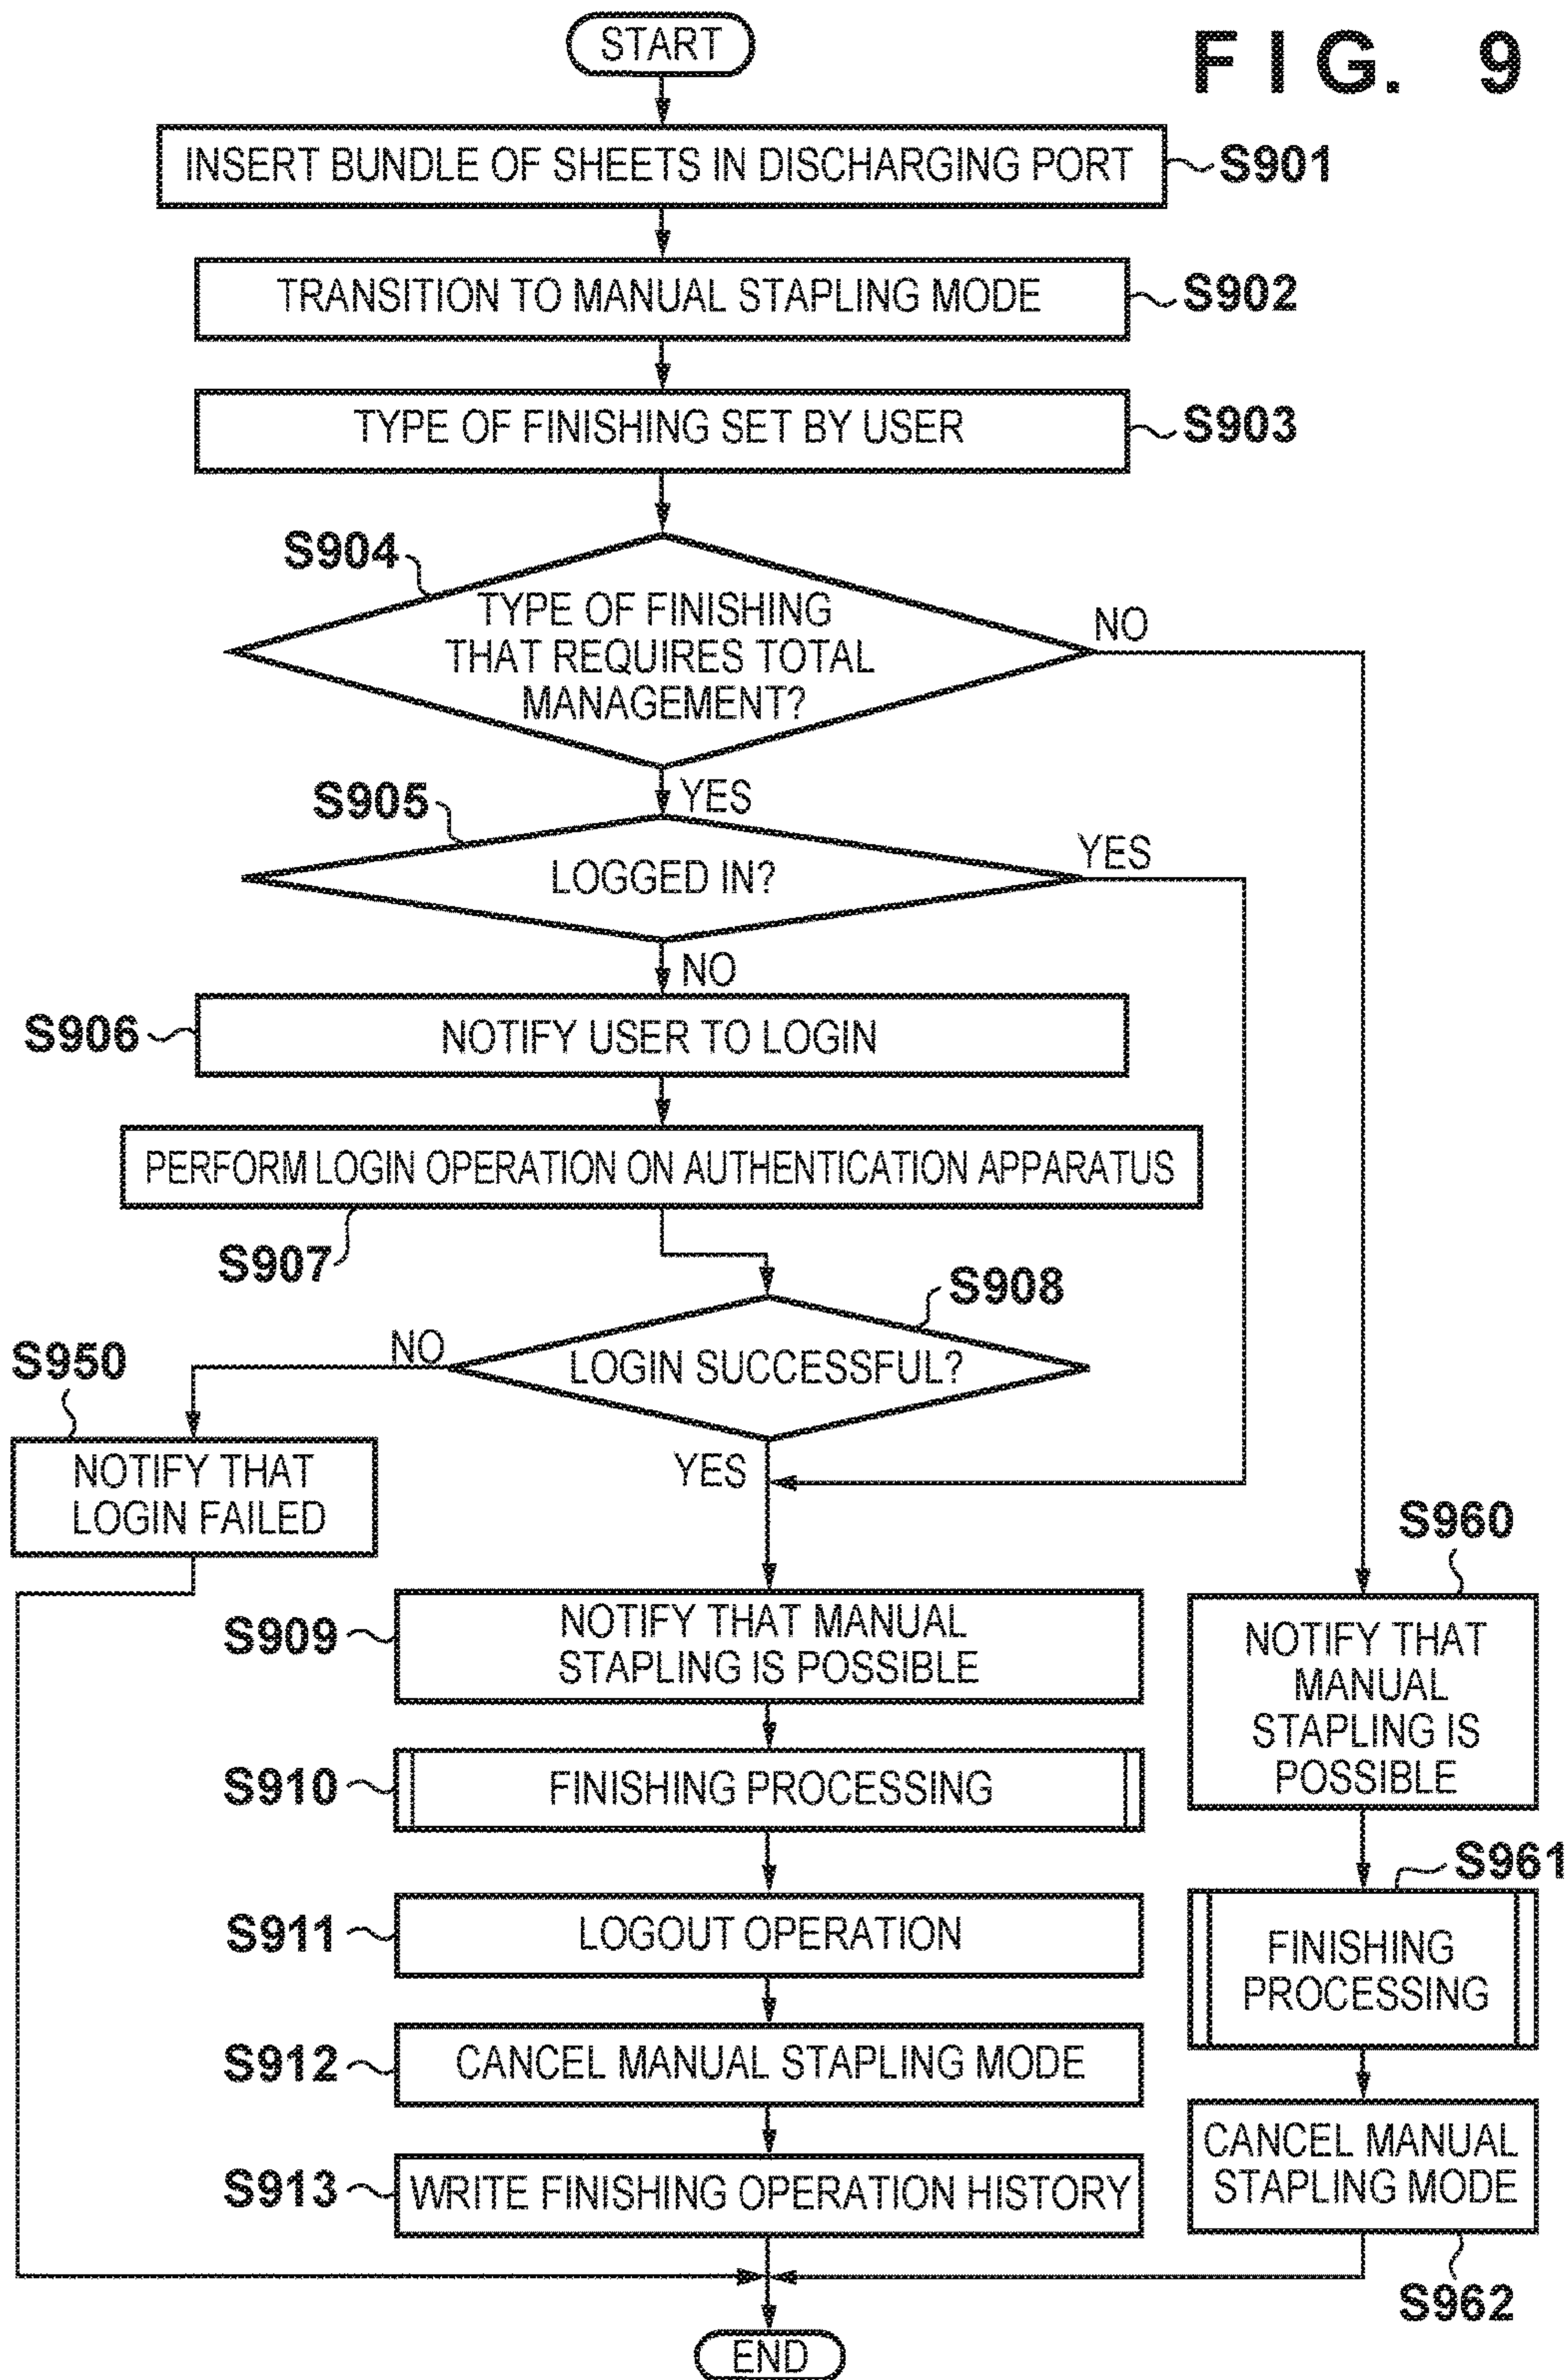 FIG. 9
START
INSERT BUNDLE OF SHEETS IN DISCHARGING PORT
S901
TRANSITION TO MANUAL STAPLING MODE
S902
TYPE OF FINISHING SET BY USER
S903
S904
TYPE OF FINISHING
THAT REQUIRES TOTAL
MANAGEMENT?
NO
YES
S905
LOGGED IN?
YES
NO
S906
NOTIFY USER TO LOGIN
PERFORM LOGIN OPERATION ON AUTHENTICATION APPARATUS
S907
S908
LOGIN SUCCESSFUL?
NO
YES
S950
NOTIFY THAT
LOGIN FAILED
S909
NOTIFY THAT MANUAL
STAPLING IS POSSIBLE
S910
FINISHING PROCESSING
S911
LOGOUT OPERATION
S912
CANCEL MANUAL STAPLING MODE
S913
WRITE FINISHING OPERATION HISTORY
S960
NOTIFY THAT
MANUAL
STAPLING IS
POSSIBLE
S961
FINISHING
PROCESSING
CANCEL MANUAL
STAPLING MODE
S962
END